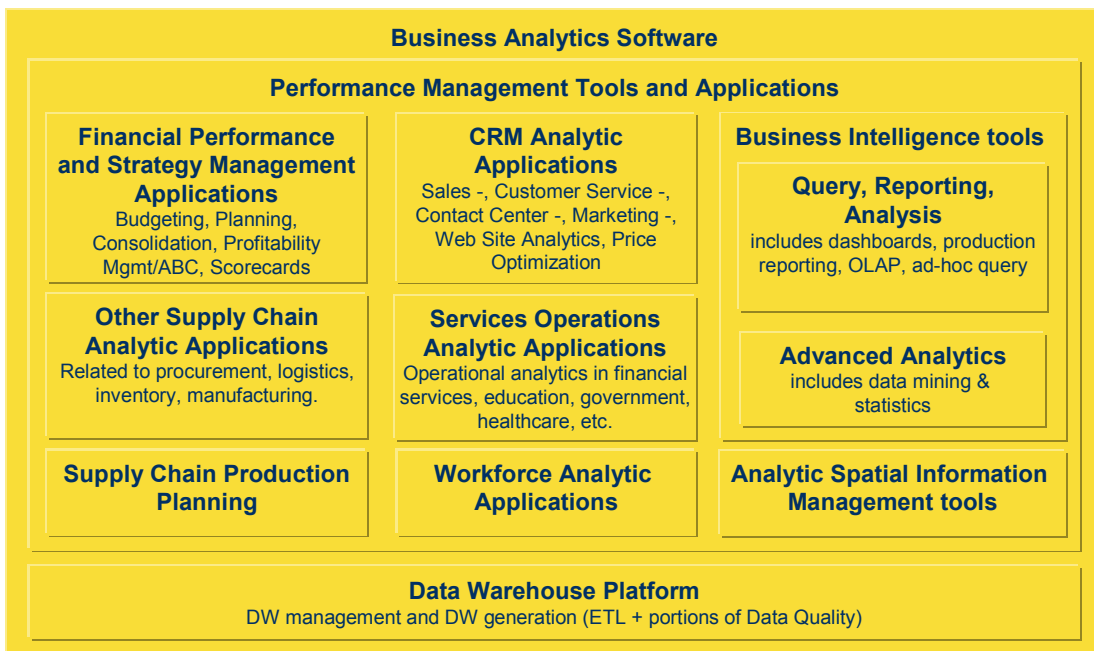 Business Analytics Software
Performance Management Tools and Applications
Financial Performance
and Strategy Management
Applications
Budgeting, Planning,
Consolidation, Profitability
Mgmt/ABC, Scorecards
CRM Analytic
Applications
Sales -, Customer Service -,
Contact Center -, Marketing -,
Web Site Analytics, Price
Optimization
Business Intelligence tools
Query, Reporting,
Analysis
includes dashboards, production
reporting, OLAP, ad-hoc query
Other Supply Chain
Analytic Applications
Related to procurement, logistics,
inventory, manufacturing.
Services Operations
Analytic Applications
Operational analytics in financial
services, education, government,
healthcare, etc.
Advanced Analytics
includes data mining &
statistics
Supply Chain Production
Planning
Workforce Analytic
Applications
Analytic Spatial Information
Management tools
Data Warehouse Platform
DW management and DW generation (ETL + portions of Data Quality)